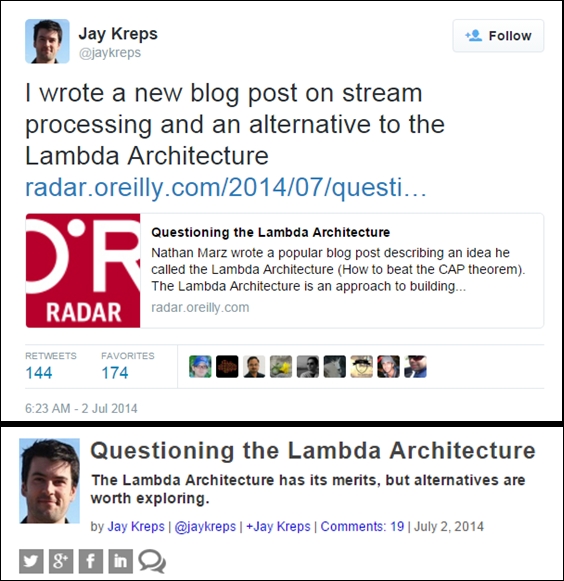 Jay Kreps
@jaykreps
Follow
I wrote a new blog post on stream
processing and an alternative to the
Lambda Architecture
radar.oreilly.com/2014/07/questi…
O'R
RADAR
Questioning the Lambda Architecture
Nathan Marz wrote a popular blog post describing an idea he
called the Lambda Architecture (How to beat the CAP theorem).
The Lambda Architecture is an approach to building...
radar.oreilly.com
RETWEETS FAVORITES
144 174
6:23 AM - 2 Jul 2014
Questioning the Lambda Architecture
The Lambda Architecture has its merits, but alternatives are
worth exploring.
by Jay Kreps | @jaykreps | +Jay Kreps | Comments: 19 | July 2, 2014
g+ f in